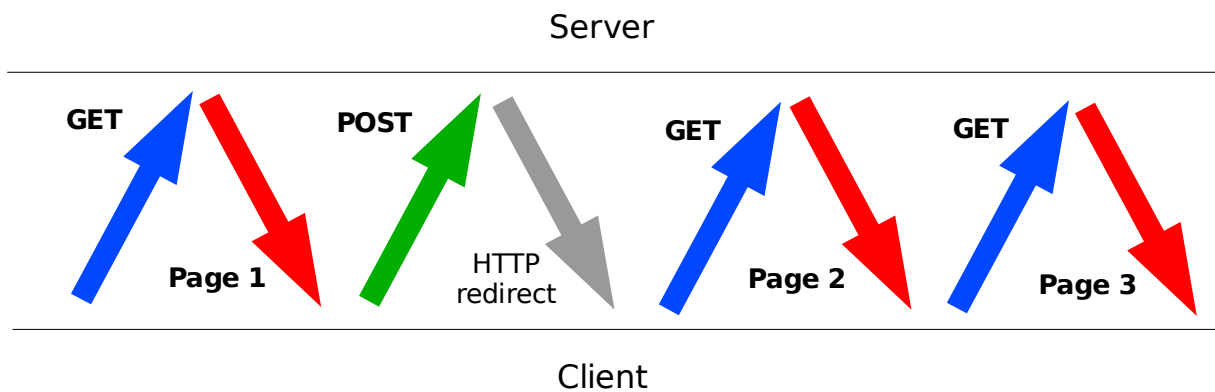 Server
GET
POST
GET
GET
Page 1
HTTP
redirect
Page 2
Page 3
Client